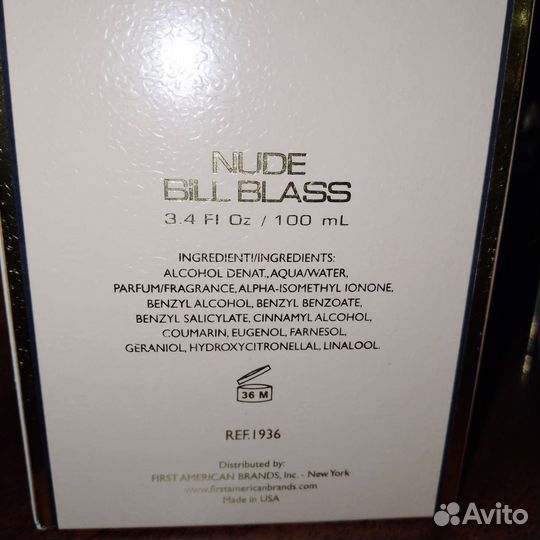 NUDE
BILL BLASS
3.4 Fl Oz / 100 mL
INGREDIENTI/INGREDIENTS:
ALCOHOL DENAT., AQUA/WATER,
PARFUM/FRAGRANCE, ALPHA-ISOMETHYL IONONE,
BENZYL ALCOHOL, BENZYL BENZOATE,
BENZYL SALICYLATE, CINNAMYL ALCOHOL,
COUMARIN, EUGENOL, FARNESOL,
GERANIOL, HYDROXYCITRONELLAL, LINALOOL.
36 M
REF.1936
Distributed by:
FIRST AMERICAN BRANDS, Inc. - New York
www.firstamericanbrands.com
Made in USA
Avito